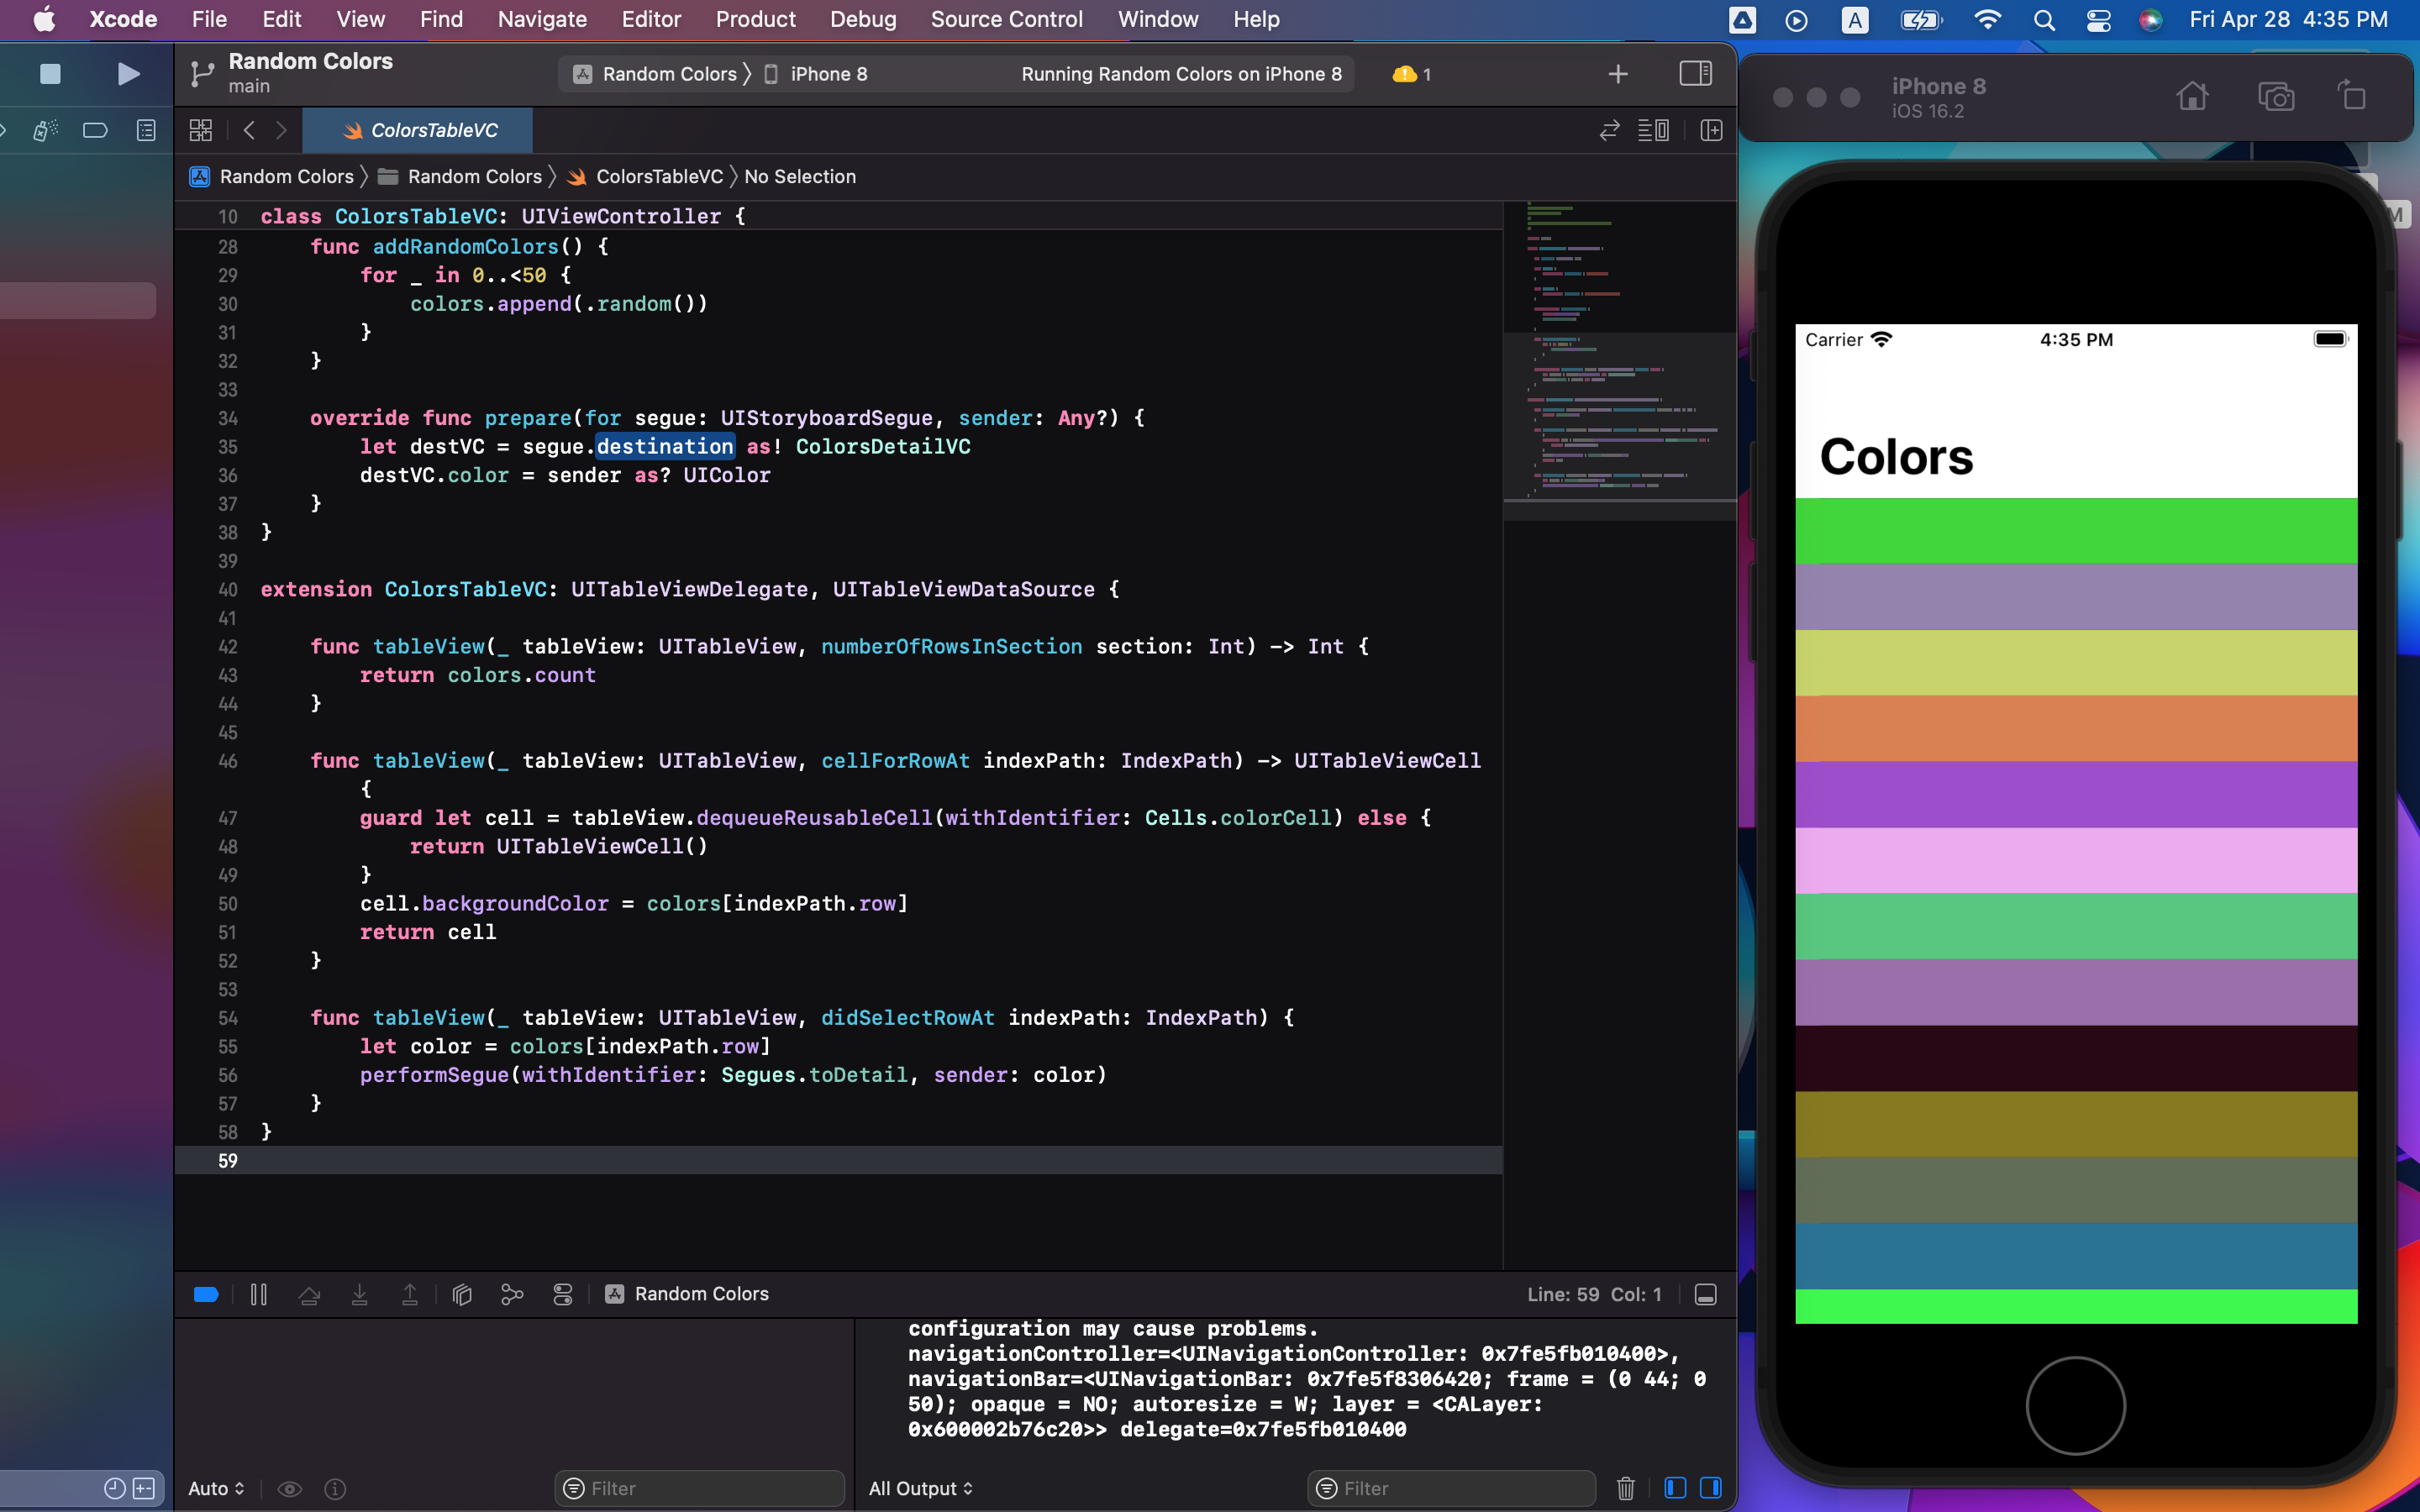 Xcode File Edit View Find Navigate Editor Product Debug Source Control Window Help
A
Fri Apr 28 4:35 PM
Random Colors
main
Random Colors 〉 iPhone 8
Running Random Colors on iPhone 8
1
ColorsTableVC
Random Colors 〉 Random Colors 〉 ColorsTableVC 〉 No Selection
10 class ColorsTableVC: UIViewController {
28 func addRandomColors() {
29 for _ in 0..<50 {
30 colors.append(.random())
31 }
32 }
33
34 override func prepare(for segue: UIStoryboardSegue, sender: Any?) {
35 let destVC = segue.destination as! ColorsDetailVC
36 destVC.color = sender as? UIColor
37 }
38 }
39
40 extension ColorsTableVC: UITableViewDelegate, UITableViewDataSource {
41
42 func tableView(_ tableView: UITableView, numberOfRowsInSection section: Int) -> Int {
43 return colors.count
44 }
45
46 func tableView(_ tableView: UITableView, cellForRowAt indexPath: IndexPath) -> UITableViewCell
{
47 guard let cell = tableView.dequeueReusableCell(withIdentifier: Cells.colorCell) else {
48 return UITableViewCell()
49 }
50 cell.backgroundColor = colors[indexPath.row]
51 return cell
52 }
53
54 func tableView(_ tableView: UITableView, didSelectRowAt indexPath: IndexPath) {
55 let color = colors[indexPath.row]
56 performSegue(withIdentifier: Segues.toDetail, sender: color)
57 }
58 }
59
Random Colors
Line: 59 Col: 1
configuration may cause problems.
navigationController=<UINavigationController: 0x7fe5fb010400>,
navigationBar=<UINavigationBar: 0x7fe5f8306420; frame = (0 44; 0
50); opaque = NO; autoresize = W; layer = <CALayer:
0x600002b76c20>> delegate=0x7fe5fb010400
Auto
Filter
All Output
Filter
iPhone 8
iOS 16.2
M
Carrier
4:35 PM
Colors